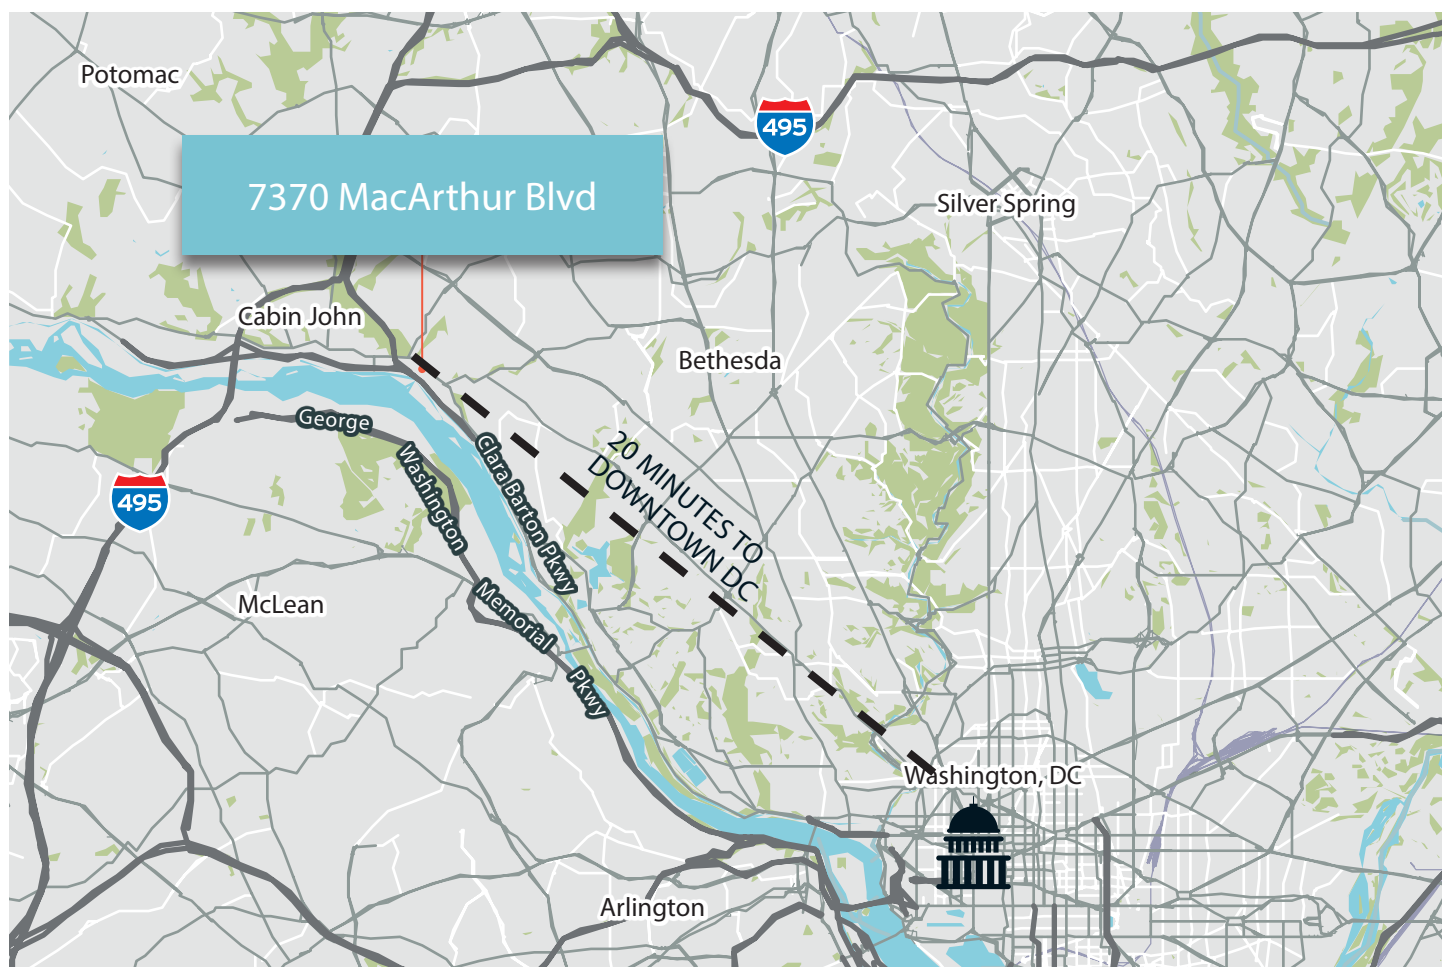 Potomac
495
7370 MacArthur Blvd
Silver Spring
Cabin John
Bethesda
George
Washington
Memorial
Pkwy
Clara Barton Pkwy
20 MINUTES TO
DOWNTOWN DC
495
McLean
Washington, DC
Arlington